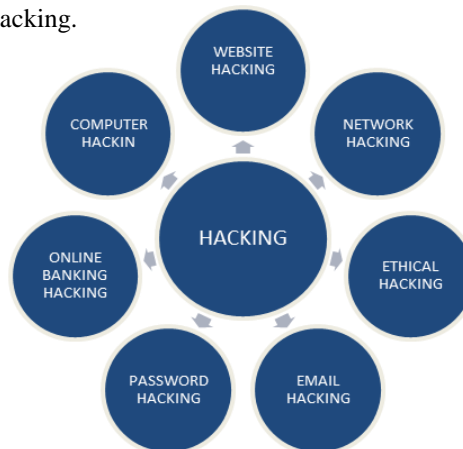 acking.
WEBSITE
HACKING
COMPUTER
HACKIN
NETWORK
HACKING
HACKING
ONLINE
BANKING
HACKING
ETHICAL
HACKING
PASSWORD
HACKING
EMAIL
HACKING